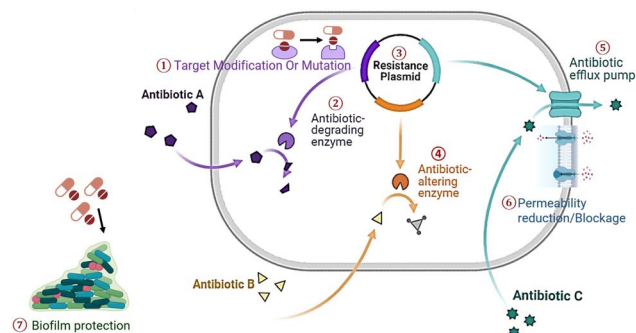 ① Target Modification Or Mutation
③
Resistance
Plasmid
⑤
Antibiotic
efflux pump
Antibiotic A
②
Antibiotic-
degrading
enzyme
④
Antibiotic-
altering
enzyme
⑥ Permeability
reduction/Blockage
Antibiotic B
Antibiotic C
⑦ Biofilm protection